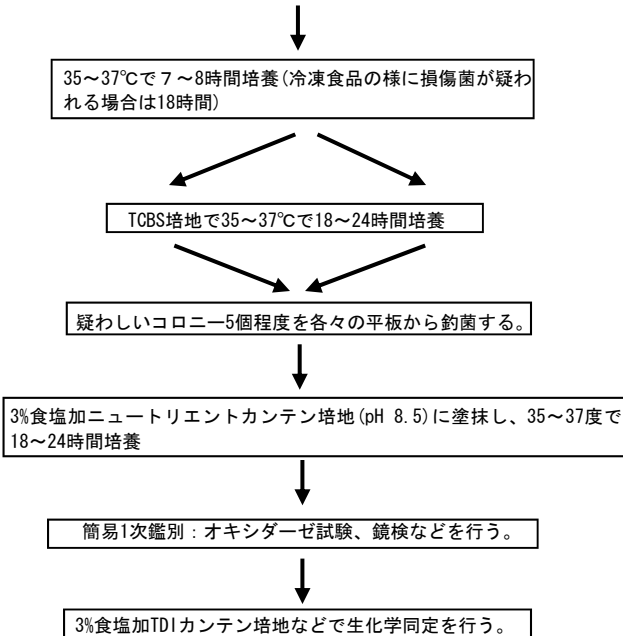 35～37℃で７～8時間培養(冷凍食品の様に損傷菌が疑わ
れる場合は18時間)
TCBS培地で35～37℃で18～24時間培養
疑わしいコロニー5個程度を各々の平板から釣菌する。
3%食塩加ニュートリエントカンテン培地(pH 8.5)に塗抹し、35～37度で
18～24時間培養
簡易1次鑑別：オキシダーゼ試験、鏡検などを行う。
3%食塩加TDIカンテン培地などで生化学同定を行う。